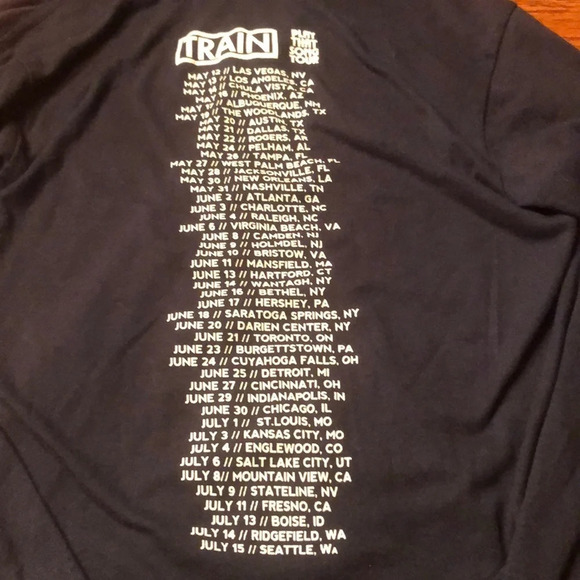 TRAIN
PLAY
THAT
SONG
TOUR
MAY 12 // LAS VEGAS, NV
MAY 13 // LOS ANGELES, CA
MAY 14 // CHULA VISTA, CA
MAY 16 // PHOENIX, AZ
MAY 17 // ALBUQUERQUE, NM
MAY 19 // THE WOODLANDS, TX
MAY 20 // AUSTIN, TX
MAY 21 // DALLAS, TX
MAY 22 // ROGERS, AR
MAY 24 // PELHAM, AL
MAY 26 // TAMPA, FL
MAY 27 // WEST PALM BEACH, FL
MAY 28 // JACKSONVILLE, FL
MAY 30 // NEW ORLEANS, LA
MAY 31 // NASHVILLE, TN
JUNE 2 // ATLANTA, GA
JUNE 3 // CHARLOTTE, NC
JUNE 4 // RALEIGH, NC
JUNE 6 // VIRGINIA BEACH, VA
JUNE 8 // CAMDEN, NJ
JUNE 9 // HOLMDEL, NJ
JUNE 10 // BRISTOW, VA
JUNE 11 // MANSFIELD, MA
JUNE 13 // HARTFORD, CT
JUNE 14 // WANTAGH, NY
JUNE 16 // BETHEL, NY
JUNE 17 // HERSHEY, PA
JUNE 18 // SARATOGA SPRINGS, NY
JUNE 20 // DARIEN CENTER, NY
JUNE 21 // TORONTO, ON
JUNE 23 // BURGETTSTOWN, PA
JUNE 24 // CUYAHOGA FALLS, OH
JUNE 25 // DETROIT, MI
JUNE 27 // CINCINNATI, OH
JUNE 29 // INDIANAPOLIS, IN
JUNE 30 // CHICAGO, IL
JULY 1 // ST.LOUIS, MO
JULY 3 // KANSAS CITY, MO
JULY 4 // ENGLEWOOD, CO
JULY 6 // SALT LAKE CITY, UT
JULY 8// MOUNTAIN VIEW, CA
JULY 9 // STATELINE, NV
JULY 11 // FRESNO, CA
JULY 13 // BOISE, ID
JULY 14 // RIDGEFIELD, WA
JULY 15 // SEATTLE, WA